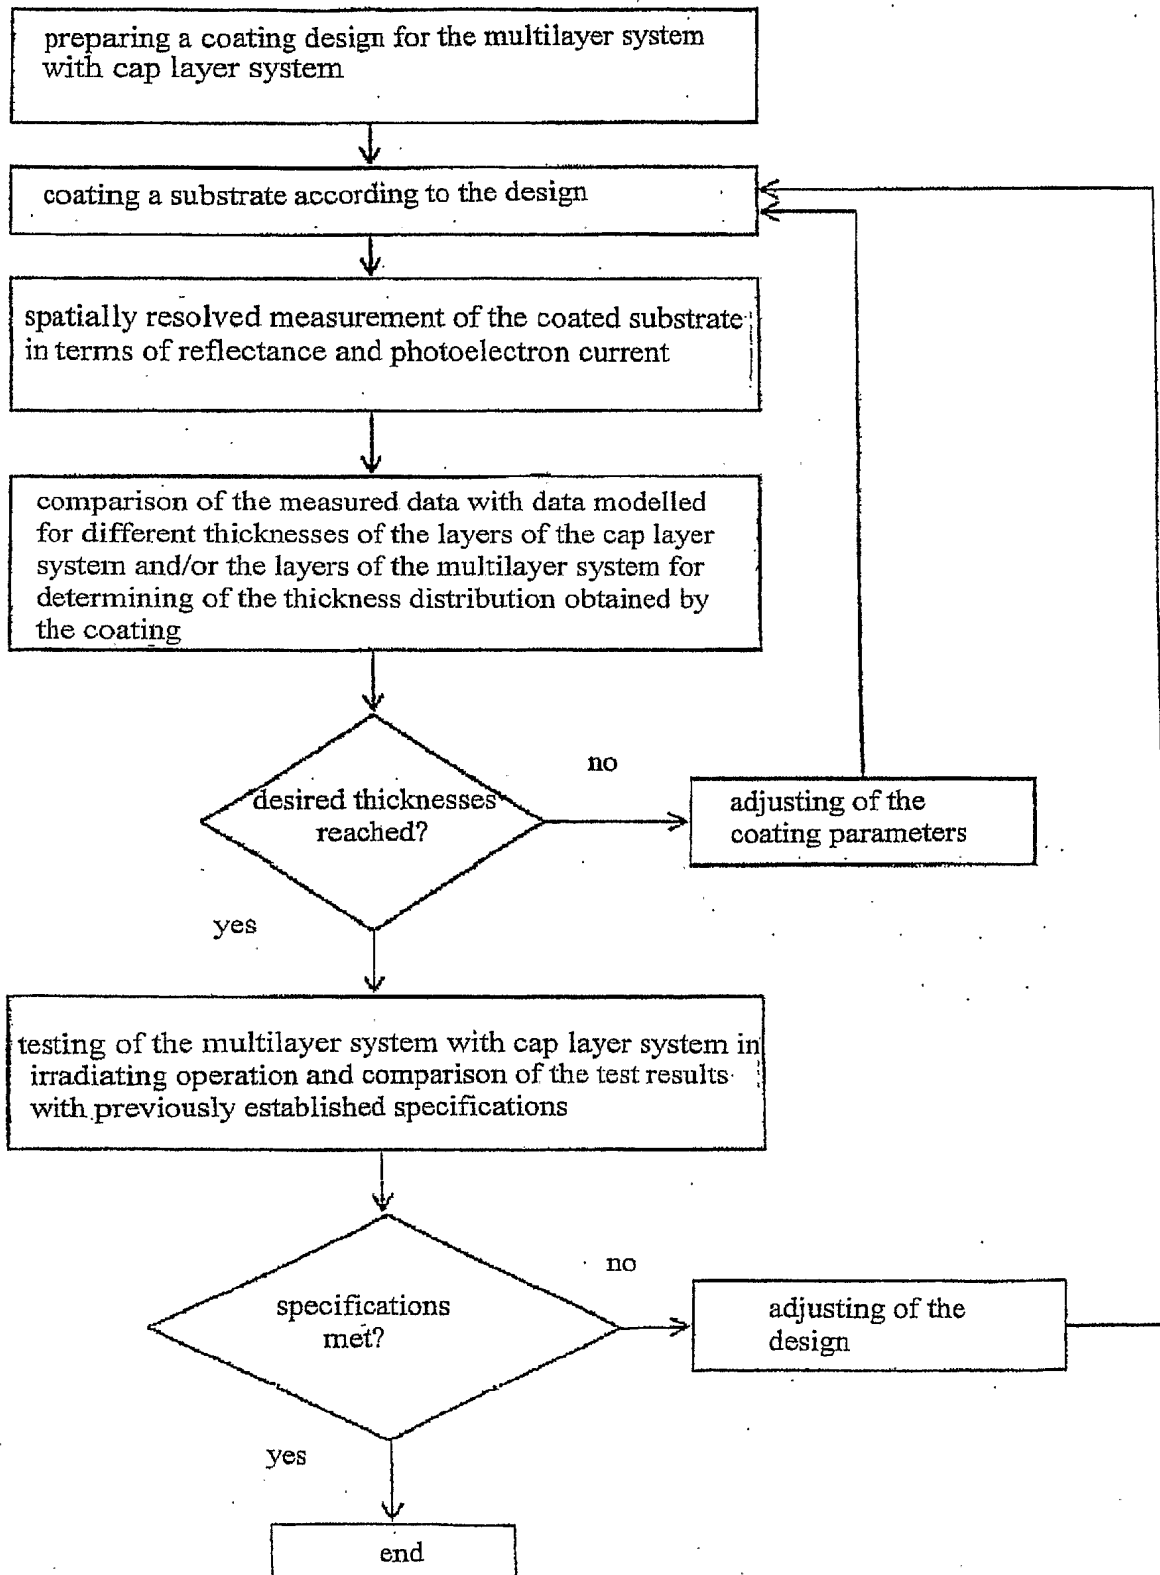 preparing a coating design for the multilayer system
with cap layer system
coating a substrate according to the design
spatially resolved measurement of the coated substrate
in terms of reflectance and photoelectron current
comparison of the measured data with data modelled
for different thicknesses of the layers of the cap layer
system and/or the layers of the multilayer system for
determining of the thickness distribution obtained by
the coating
desired thicknesses
reached?
no
adjusting of the
coating parameters
yes
testing of the multilayer system with cap layer system in
irradiating operation and comparison of the test results
with previously established specifications
specifications
met?
no
adjusting of the
design
yes
end